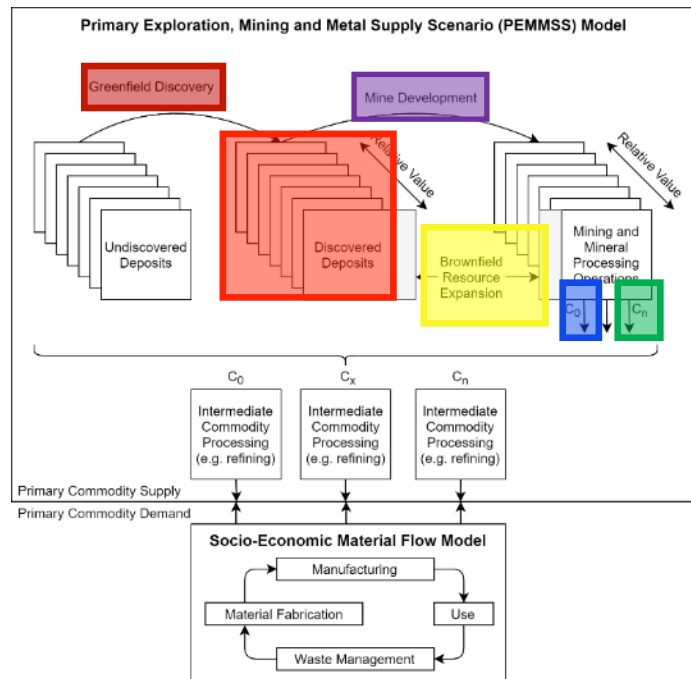 Primary Exploration, Mining and Metal Supply Scenario (PEMMSS) Model
Greenfield Discovery
Mine Development
Relative Value
Relative Value
Undiscovered
Deposits
Discovered
Deposits
Brownfield
Resource
Expansion
Mining and
Mineral
Processing
Operations
C0
Cn
C0
Cx
Cn
Intermediate
Commodity
Processing
(e.g. refining)
Intermediate
Commodity
Processing
(e.g. refining)
Intermediate
Commodity
Processing
(e.g. refining)
Primary Commodity Supply
Primary Commodity Demand
Socio-Economic Material Flow Model
Manufacturing
Material Fabrication
Use
Waste Management